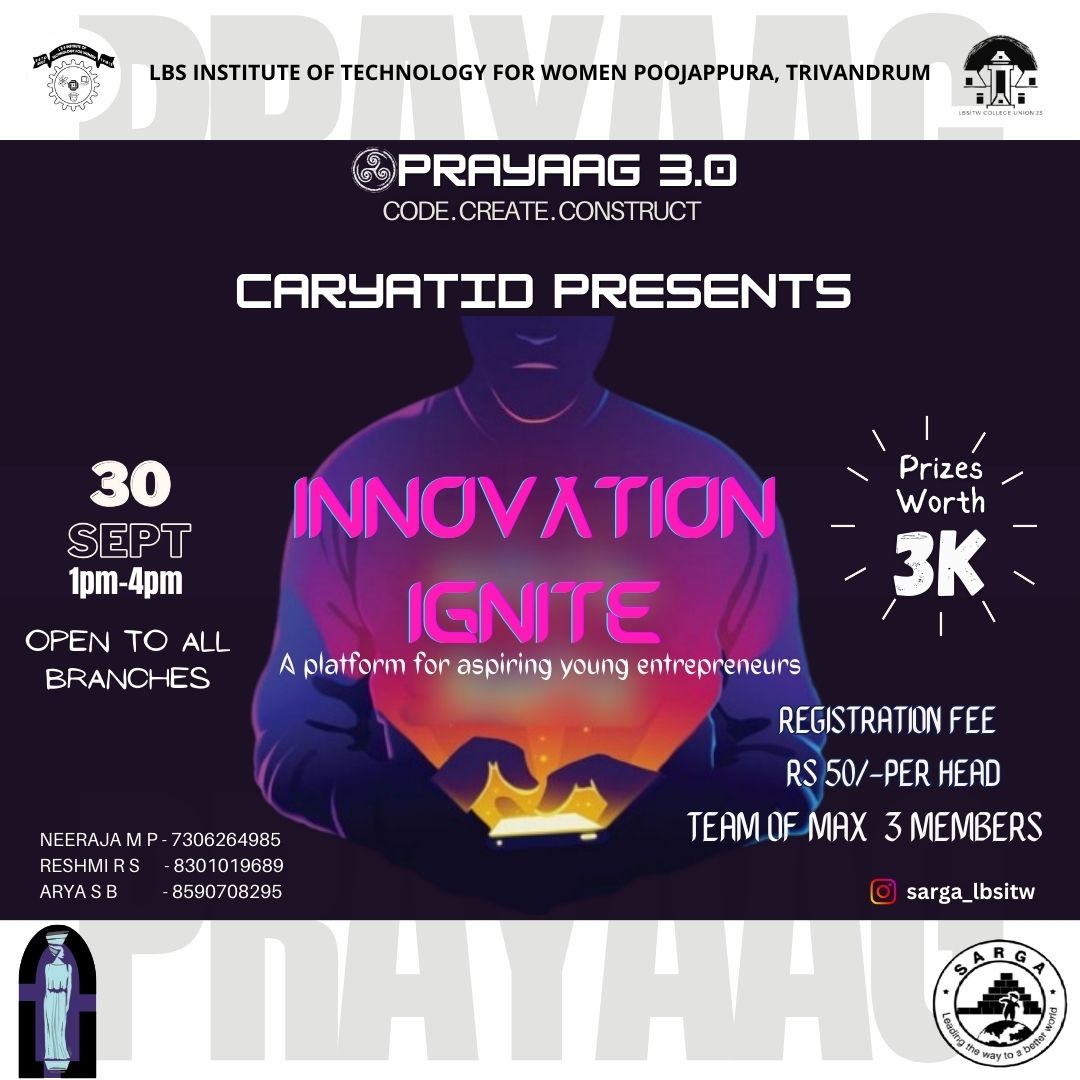 PRAYAAG
LBS INSTITUTE OF TECHNOLOGY FOR WOMEN POOJAPPURA, TRIVANDRUM
LBSITW COLLEGE UNION'23
PRAYAAG 3.0
CODE.CREATE.CONSTRUCT
CARYATID PRESENTS
30
SEPT
1pm-4pm
OPEN TO ALL
BRANCHES
INNOVATION
IGNITE
A platform for aspiring young entrepreneurs
Prizes
Worth
3K
REGISTRATION FEE
RS 50/-PER HEAD
TEAM OF MAX 3 MEMBERS
NEERAJA M P - 7306264985
RESHMI R S - 8301019689
ARYA S B - 8590708295
sarga_lbsitw
PRAYAAG
SARGA
Leading the way to a better world